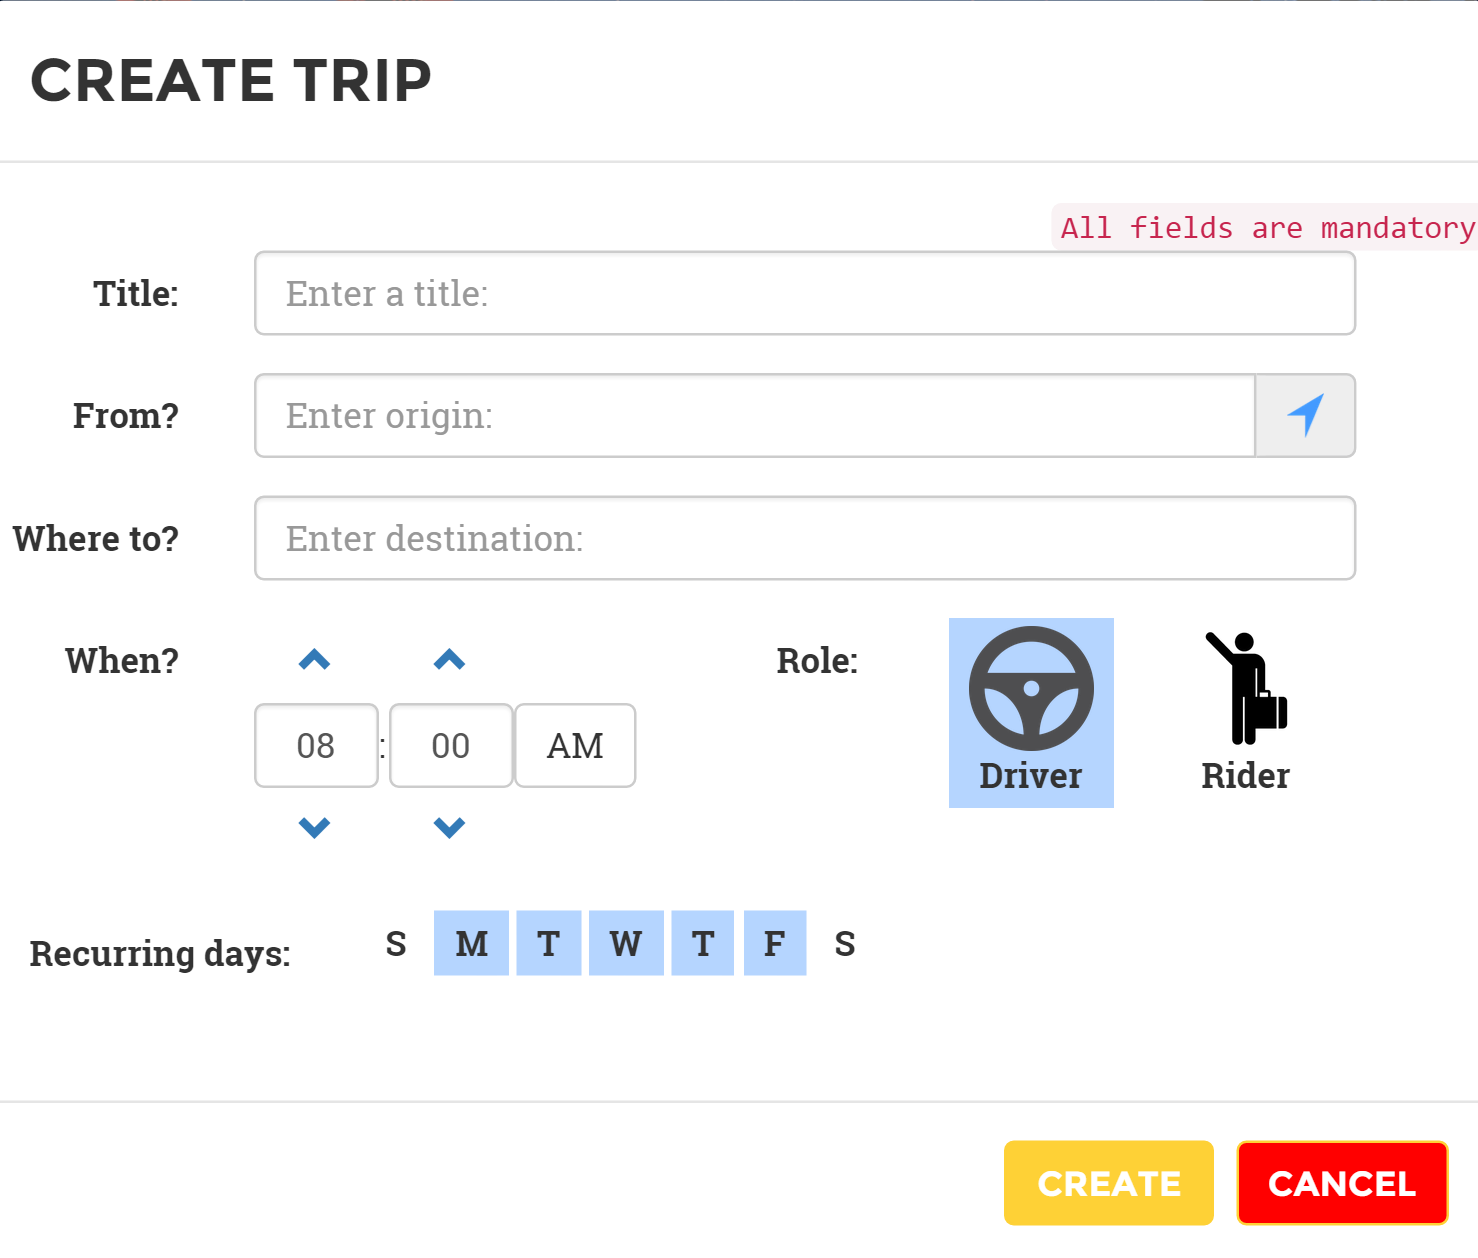 CREATE TRIP
All fields are mandatory
Title: Enter a title:
From? Enter origin:
Where to? Enter destination:
When? Role:
08 : 00 AM
Driver Rider
Recurring days: S M T W T F S
CREATE CANCEL